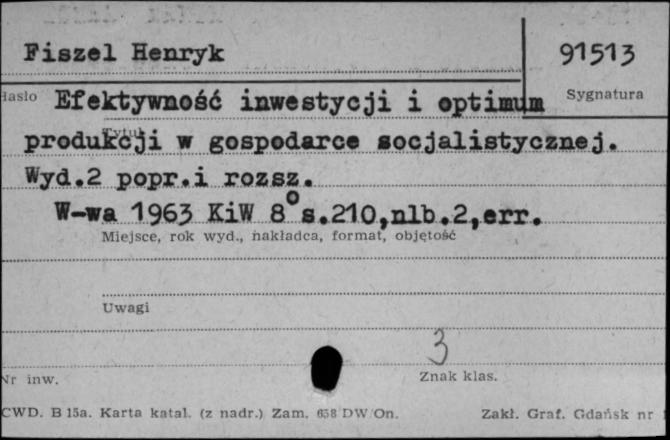 Fiszel Henryk
91513
Hasło
Sygnatura
Efektywność inwestycji i optimum
Tytuł
produkcji w gospodarce socjalistycznej.
Wyd.2 popr.i rozsz.
W-wa 1963 KiW 8° s.210,nlb.2,err.
Miejsce, rok wyd., nakładca, format, objętość
Uwagi
3
Nr inw.
Znak klas.
CWD. B 15a. Karta katal. (z nadr.) Zam. 658 DW On.
Zakł. Graf. Gdańsk nr